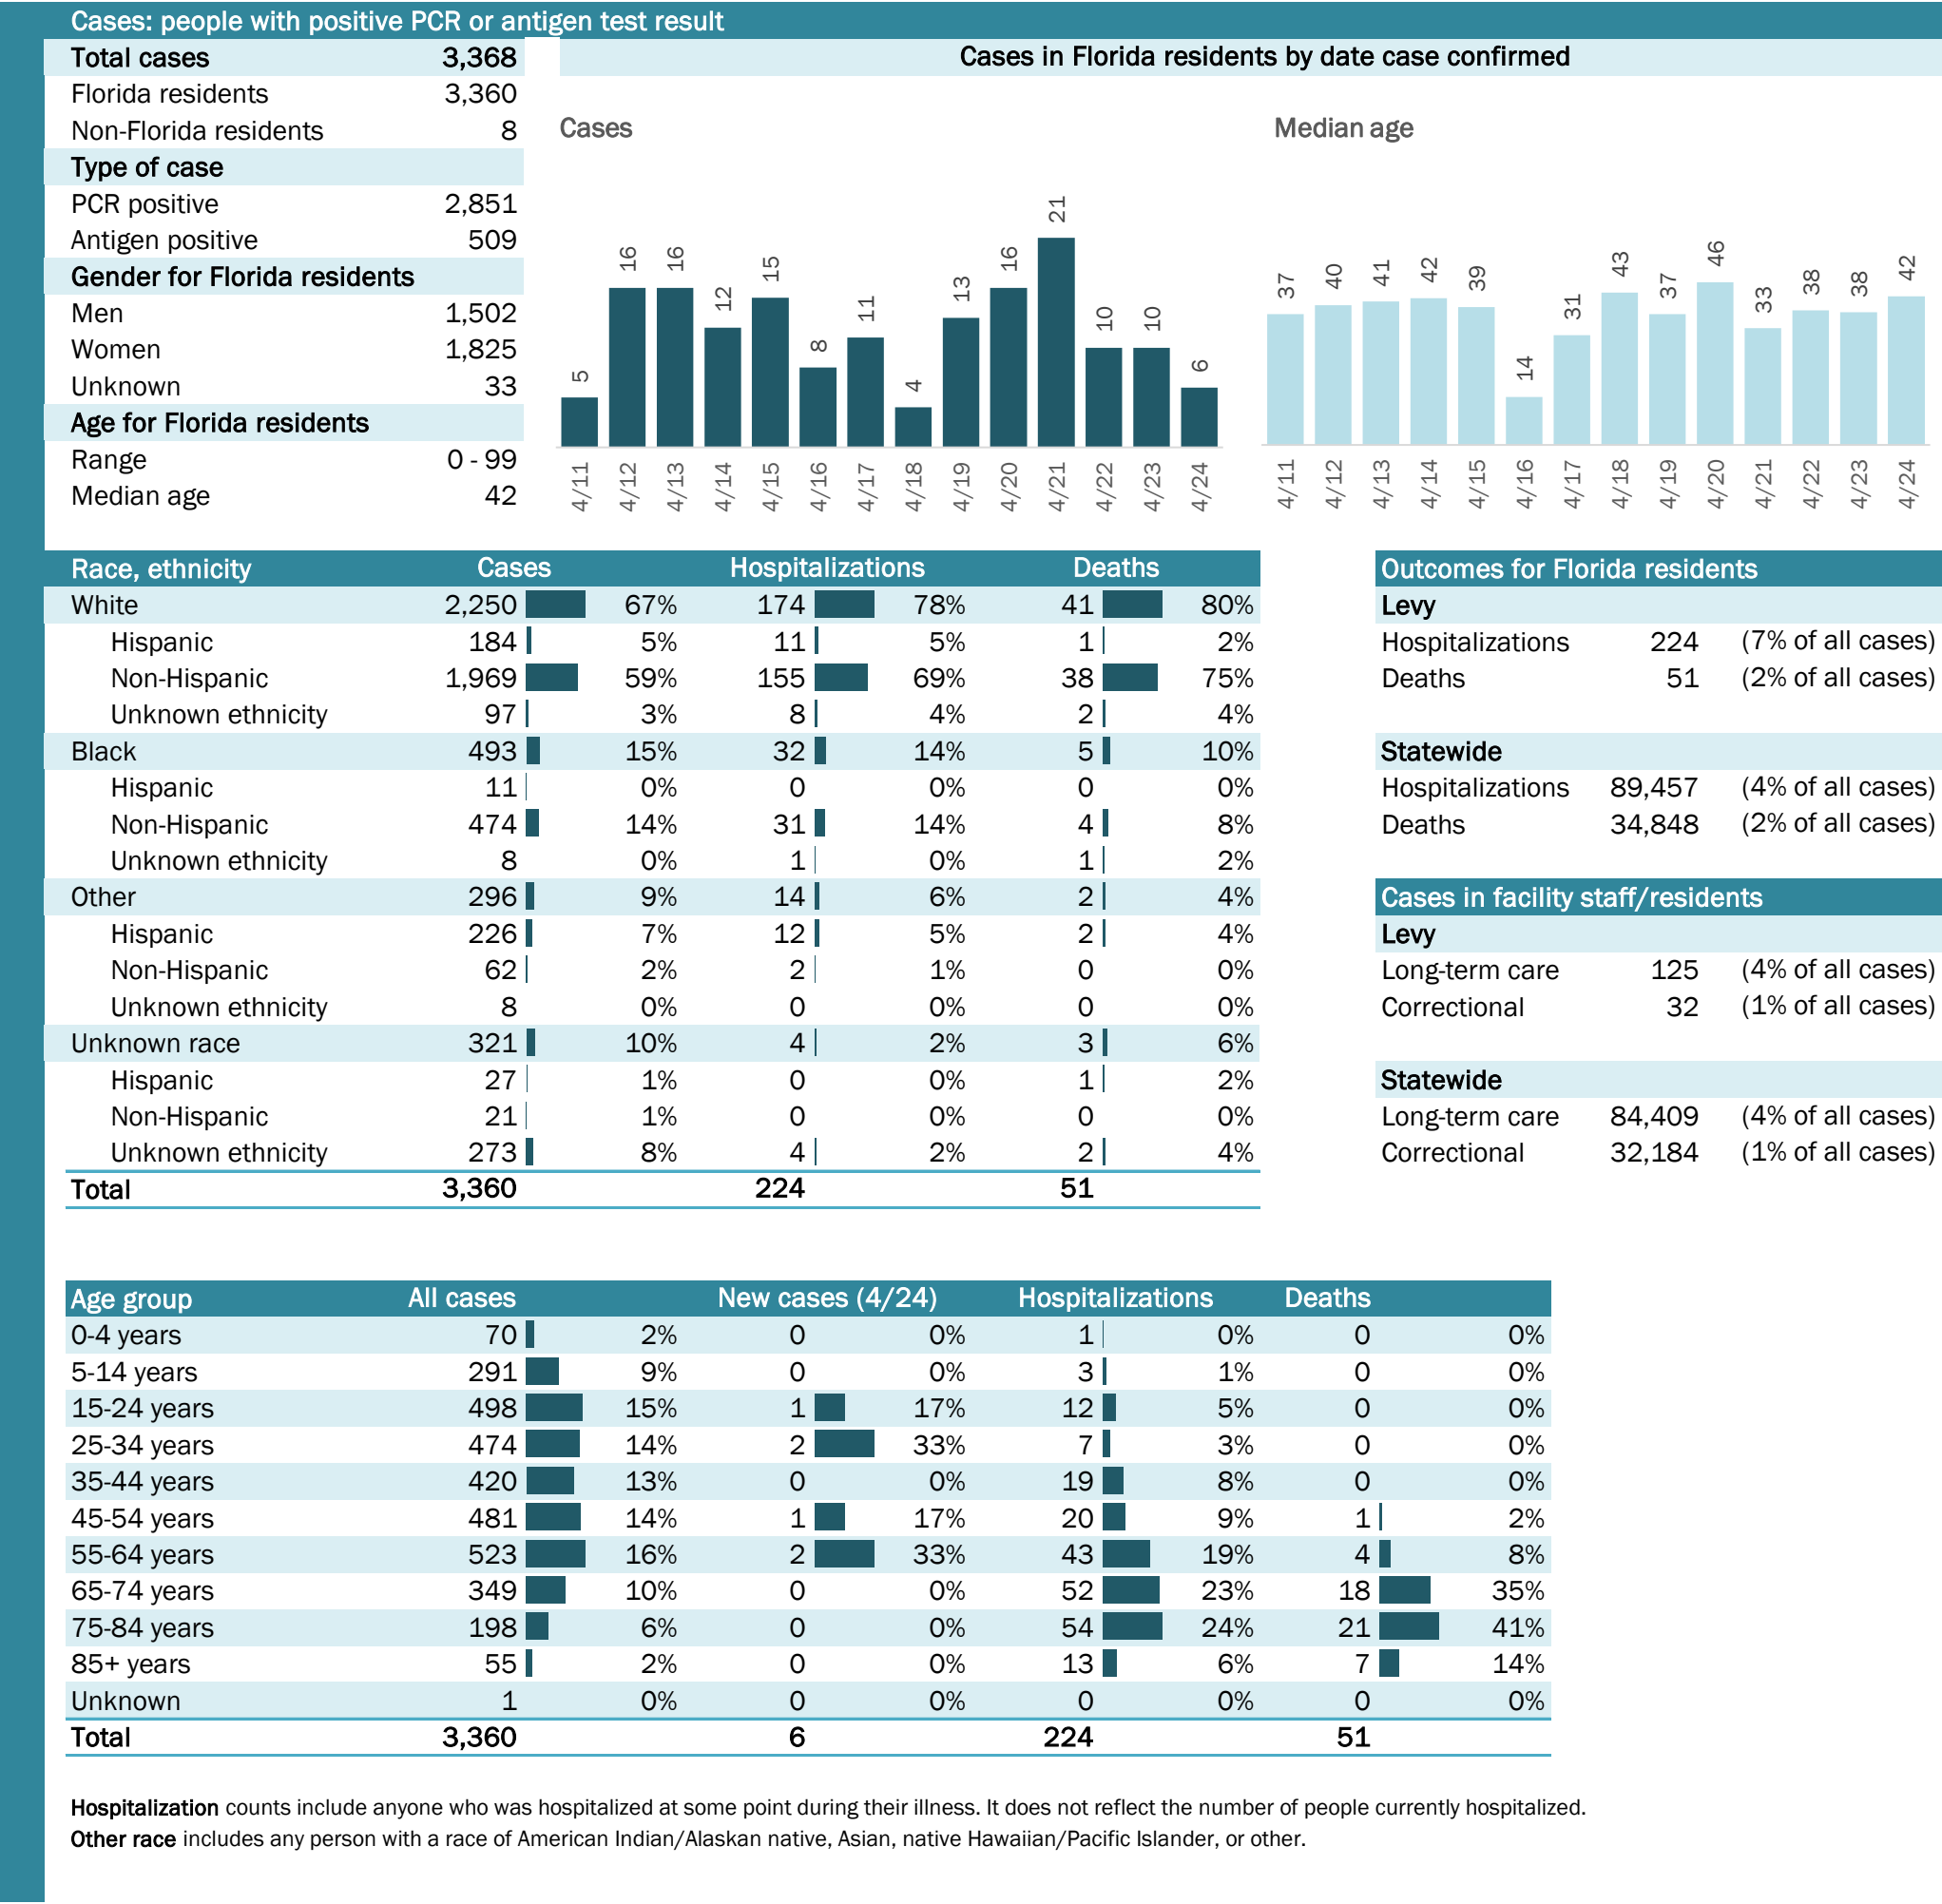 Cases: people with positive PCR or antigen test result
Total cases 3,368
Florida residents 3,360
Non-Florida residents 8
Type of case
PCR positive 2,851
Antigen positive 509
Gender for Florida residents
Men 1,502
Women 1,825
Unknown 33
Age for Florida residents
Range 0 - 99
Median age 42
Cases in Florida residents by date case confirmed
Cases
5 16 16 12 15 8 11 4 13 16 21 10 10 6
4/11 4/12 4/13 4/14 4/15 4/16 4/17 4/18 4/19 4/20 4/21 4/22 4/23 4/24
Median age
37 40 41 42 39 14 31 43 37 46 33 38 38 42
4/11 4/12 4/13 4/14 4/15 4/16 4/17 4/18 4/19 4/20 4/21 4/22 4/23 4/24
Race, ethnicity Cases Hospitalizations Deaths
White 2,250 67% 174 78% 41 80%
Hispanic 184 5% 11 5% 1 2%
Non-Hispanic 1,969 59% 155 69% 38 75%
Unknown ethnicity 97 3% 8 4% 2 4%
Black 493 15% 32 14% 5 10%
Hispanic 11 0% 0 0% 0 0%
Non-Hispanic 474 14% 31 14% 4 8%
Unknown ethnicity 8 0% 1 0% 1 2%
Other 296 9% 14 6% 2 4%
Hispanic 226 7% 12 5% 2 4%
Non-Hispanic 62 2% 2 1% 0 0%
Unknown ethnicity 8 0% 0 0% 0 0%
Unknown race 321 10% 4 2% 3 6%
Hispanic 27 1% 0 0% 1 2%
Non-Hispanic 21 1% 0 0% 0 0%
Unknown ethnicity 273 8% 4 2% 2 4%
Total 3,360 224 51
Outcomes for Florida residents
Levy
Hospitalizations 224 (7% of all cases)
Deaths 51 (2% of all cases)
Statewide
Hospitalizations 89,457 (4% of all cases)
Deaths 34,848 (2% of all cases)
Cases in facility staff/residents
Levy
Long-term care 125 (4% of all cases)
Correctional 32 (1% of all cases)
Statewide
Long-term care 84,409 (4% of all cases)
Correctional 32,184 (1% of all cases)
Age group All cases New cases (4/24) Hospitalizations Deaths
0-4 years 70 2% 0 0% 1 0% 0 0%
5-14 years 291 9% 0 0% 3 1% 0 0%
15-24 years 498 15% 1 17% 12 5% 0 0%
25-34 years 474 14% 2 33% 7 3% 0 0%
35-44 years 420 13% 0 0% 19 8% 0 0%
45-54 years 481 14% 1 17% 20 9% 1 2%
55-64 years 523 16% 2 33% 43 19% 4 8%
65-74 years 349 10% 0 0% 52 23% 18 35%
75-84 years 198 6% 0 0% 54 24% 21 41%
85+ years 55 2% 0 0% 13 6% 7 14%
Unknown 1 0% 0 0% 0 0% 0 0%
Total 3,360 6 224 51
Hospitalization counts include anyone who was hospitalized at some point during their illness. It does not reflect the number of people currently hospitalized.
Other race includes any person with a race of American Indian/Alaskan native, Asian, native Hawaiian/Pacific Islander, or other.